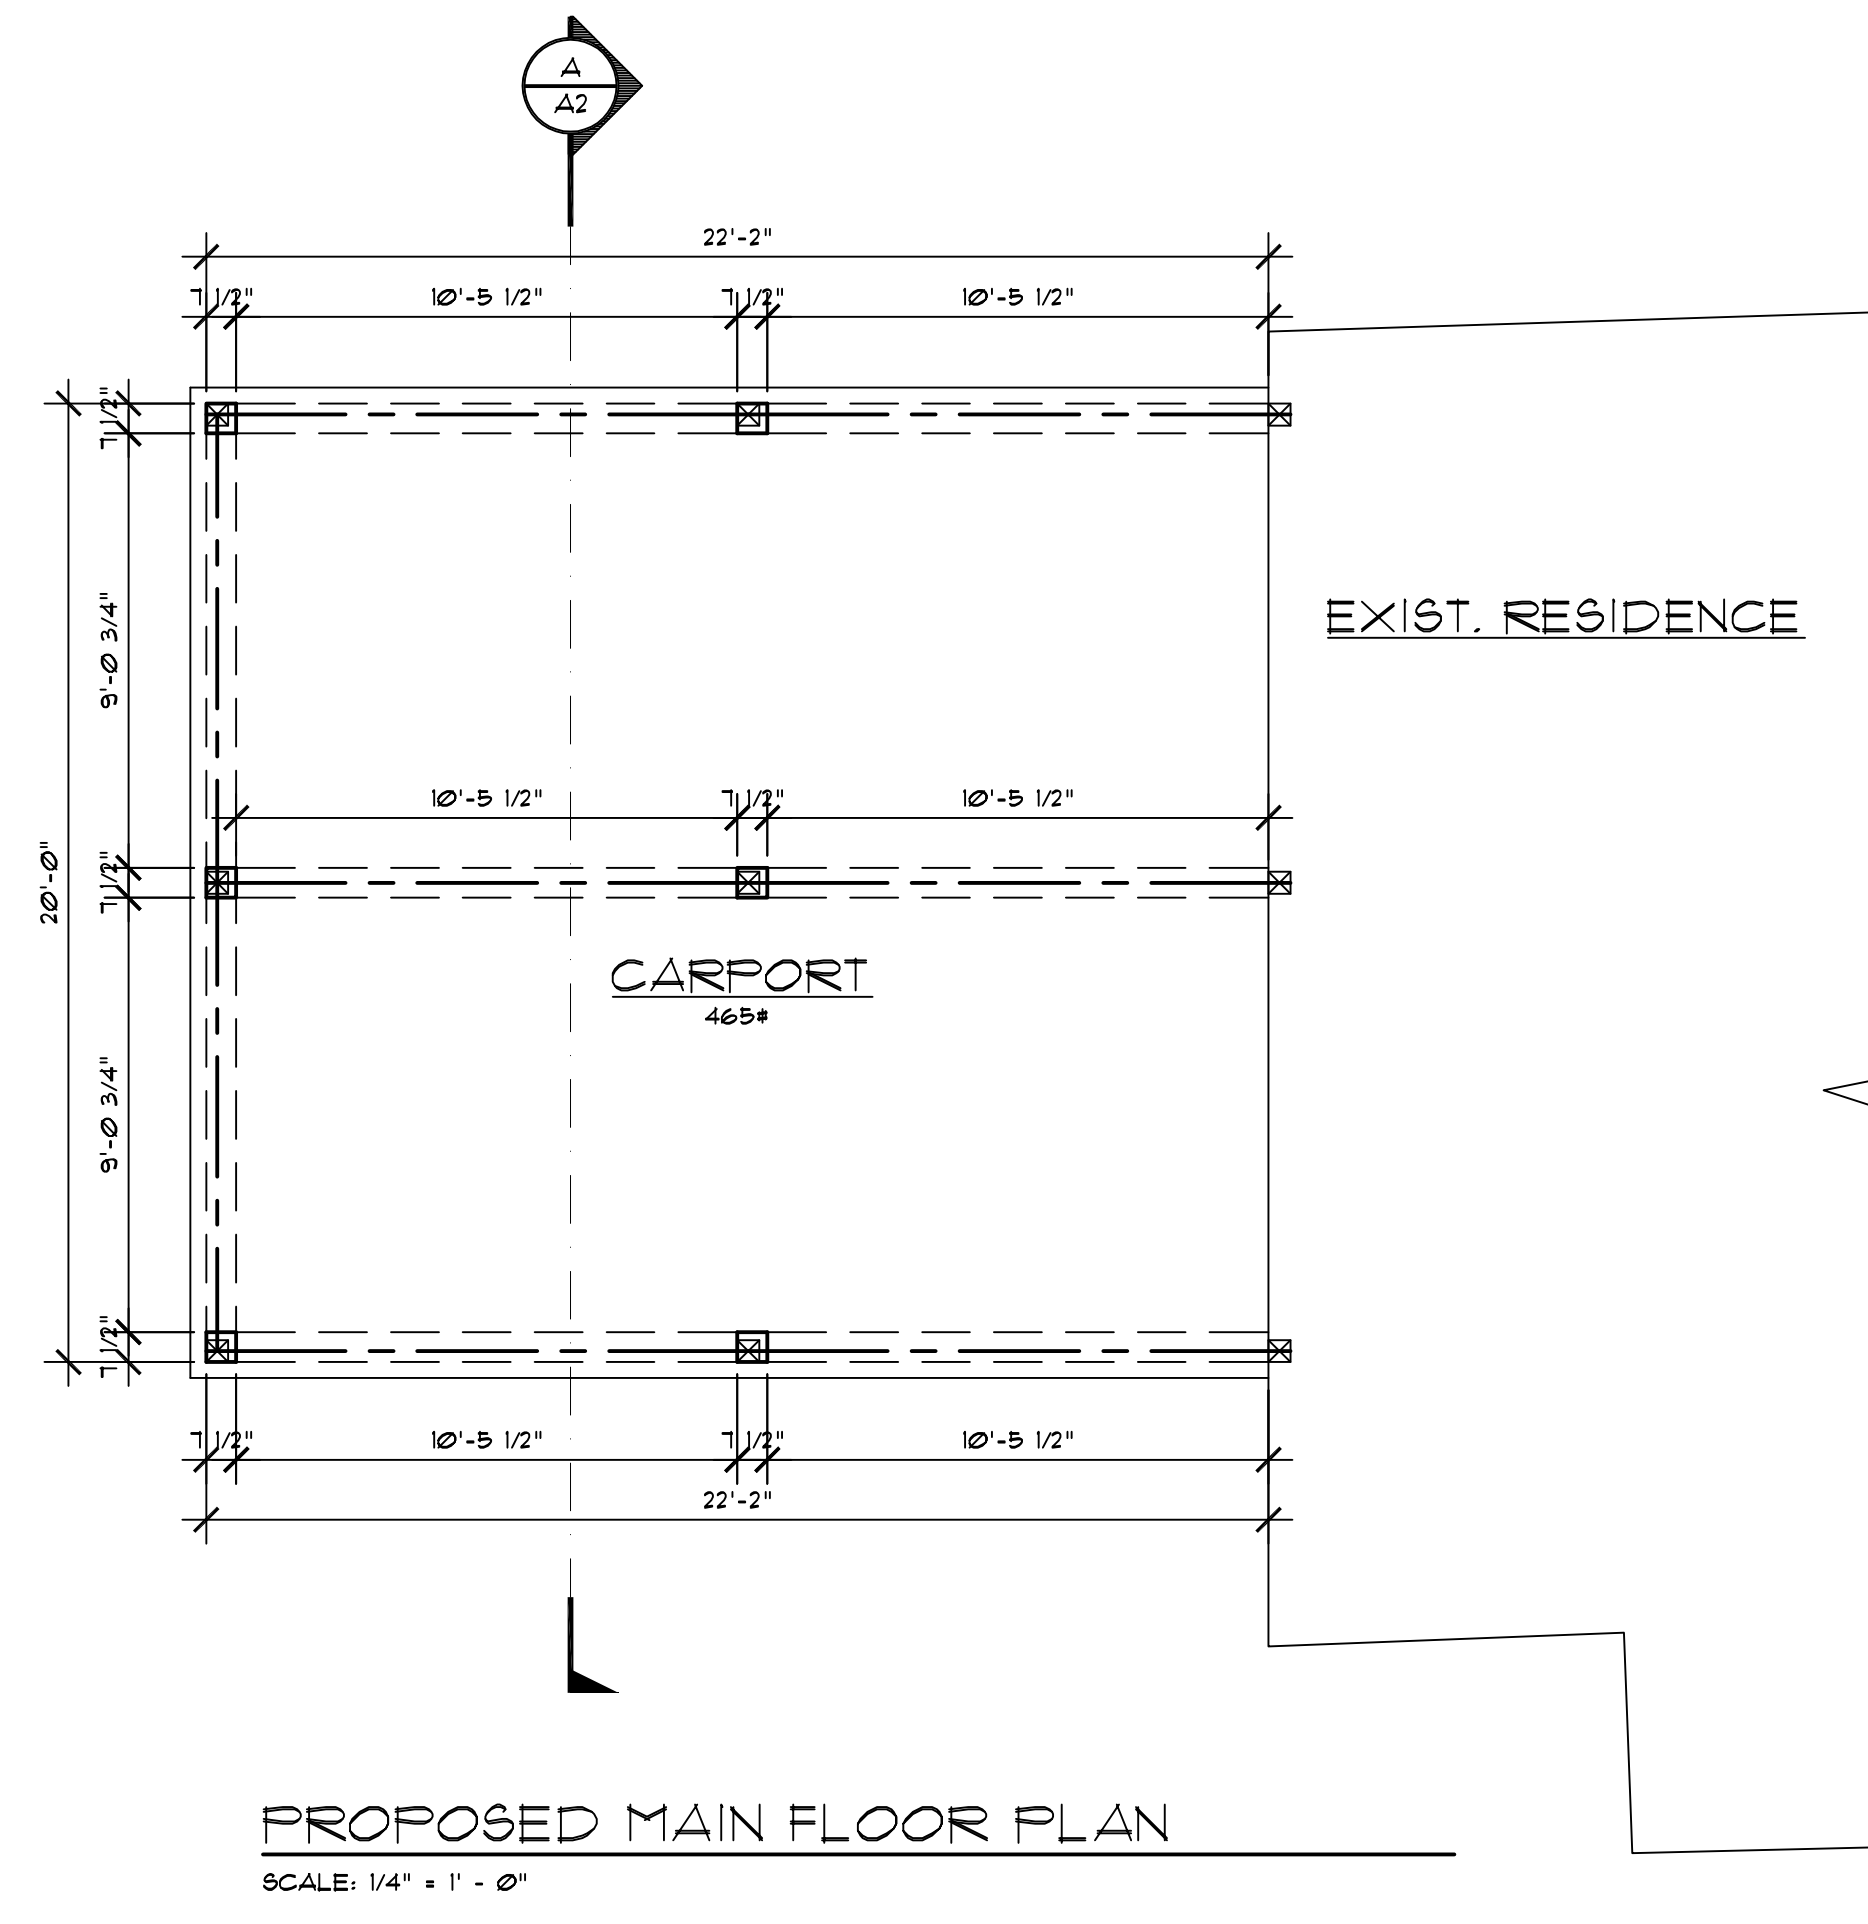 A
A2
22'-2"
7 1/2" 10'-5 1/2" 7 1/2" 10'-5 1/2"
7 1/2"
9'-0 3/4"
EXIST. RESIDENCE
10'-5 1/2" 7 1/2" 10'-5 1/2"
20'-0"
7 1/2"
CARPORT
465#
9'-0 3/4"
7 1/2"
7 1/2" 10'-5 1/2" 7 1/2" 10'-5 1/2"
22'-2"
PROPOSED MAIN FLOOR PLAN
SCALE: 1/4" = 1' - 0"